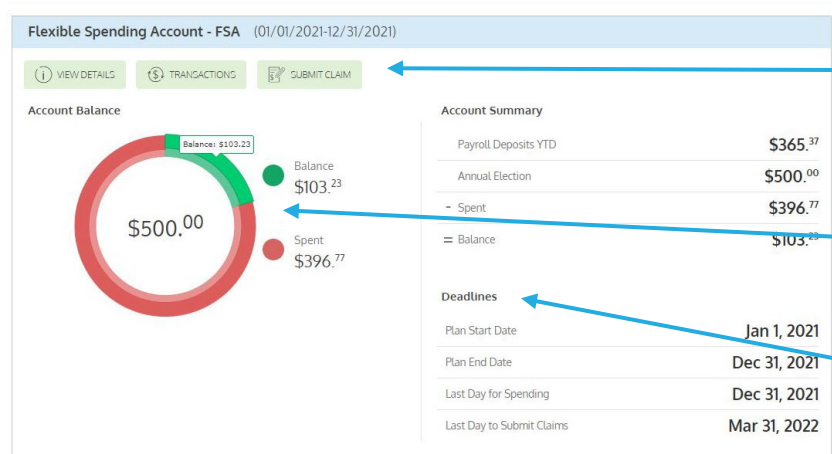 Flexible Spending Account - FSA (01/01/2021-12/31/2021)
VIEW DETAILS TRANSACTIONS SUBMIT CLAIM
Account Balance
Balance: $103.23
$500.00
Balance
$103.23
Spent
$396.77
Account Summary
Payroll Deposits YTD $365.37
Annual Election $500.00
- Spent $396.77
= Balance $103.23
Deadlines
Plan Start Date Jan 1, 2021
Plan End Date Dec 31, 2021
Last Day for Spending Dec 31, 2021
Last Day to Submit Claims Mar 31, 2022